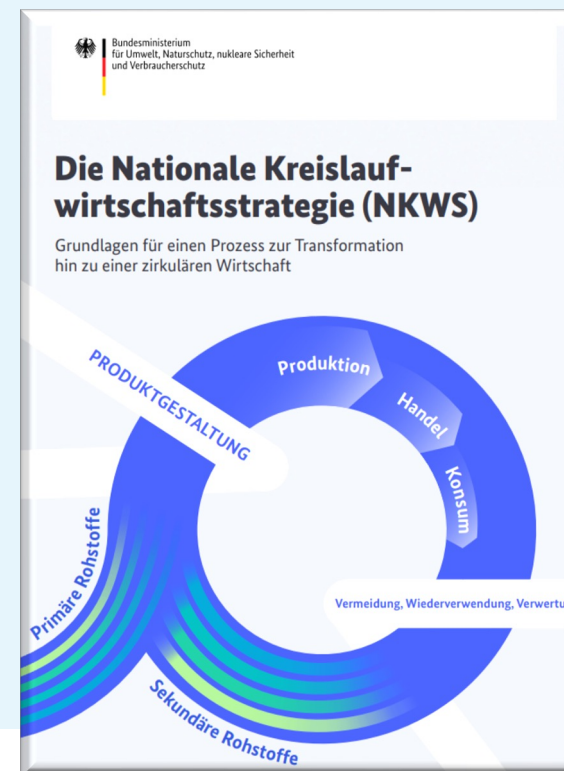 Bundesministerium
für Umwelt, Naturschutz, nukleare Sicherheit
und Verbraucherschutz
Die Nationale Kreislauf-
wirtschaftsstrategie (NKWS)
Grundlagen für einen Prozess zur Transformation
hin zu einer zirkulären Wirtschaft
PRODUKTGESTALTUNG
Produktion
Handel
Konsum
Primäre Rohstoffe
Vermeidung, Wiederverwendung, Verwertu
Sekundäre Rohstoffe